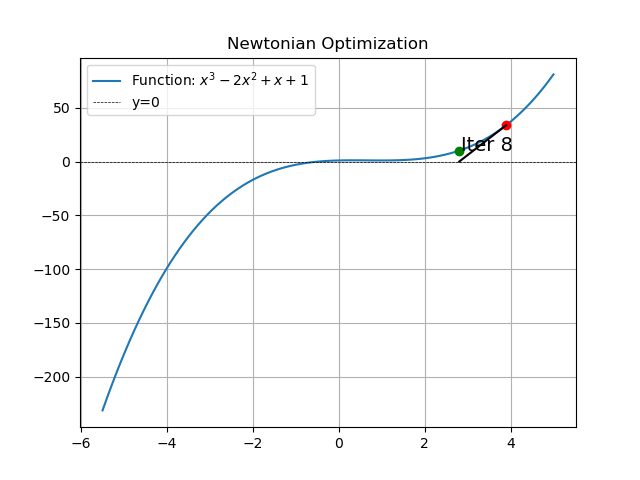 Newtonian Optimization
Function: $x^3 - 2x^2 + x + 1$
y=0
Iter 8
50
0
−50
−100
−150
−200
−6 −4 −2 0 2 4